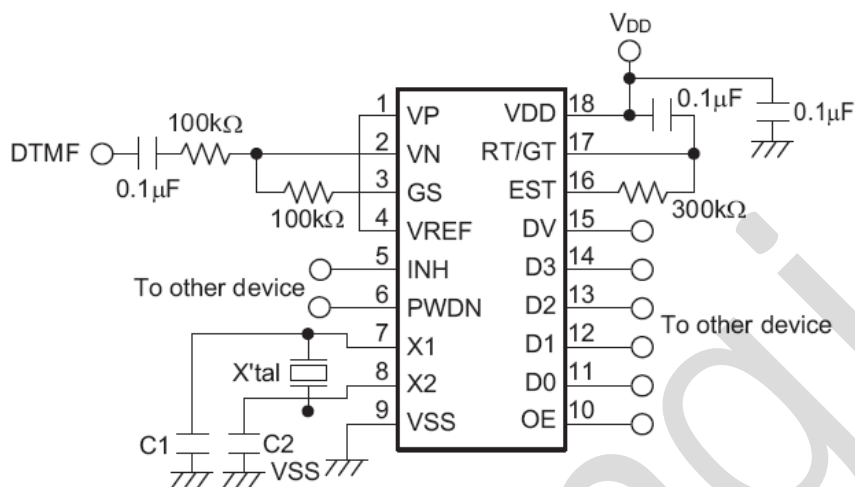 VDD
1 VP VDD 18
0.1μF
0.1μF
100kΩ
DTMF
0.1μF
2 VN RT/GT 17
3 GS EST 16
100kΩ
300kΩ
4 VREF DV 15
5 INH D3 14
To other device
6 PWDN D2 13
To other device
7 X1 D1 12
X'tal
8 X2 D0 11
9 VSS OE 10
C1
C2
VSS